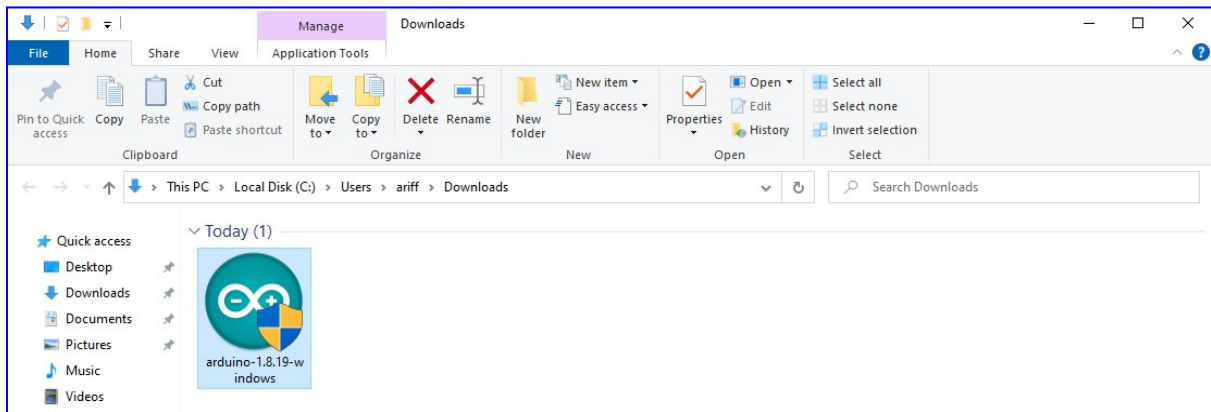 Manage
Downloads
File
Home
Share
View
Application Tools
Pin to Quick
access
Copy
Paste
Cut
Copy path
Paste shortcut
Clipboard
Move
to
Copy
to
Delete
Rename
Organize
New
folder
New item
Easy access
New
Properties
Open
Edit
History
Open
Select all
Select none
Invert selection
Select
This PC > Local Disk (C:) > Users > ariff > Downloads
Search Downloads
Quick access
Desktop
Downloads
Documents
Pictures
Music
Videos
Today (1)
arduino-1.8.19-w
indows